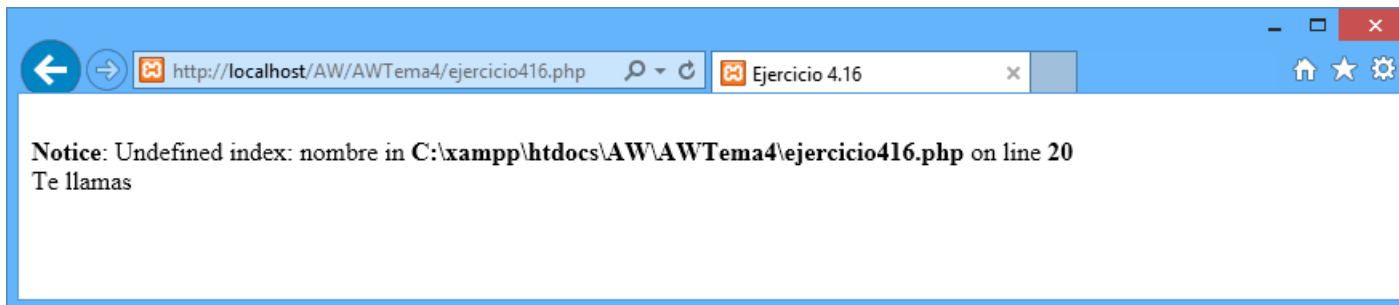 http://localhost/AW/AWTema4/ejercicio416.php
Ejercicio 4.16
Notice: Undefined index: nombre in C:\xampp\htdocs\AW\AWTema4\ejercicio416.php on line 20
Te llamas